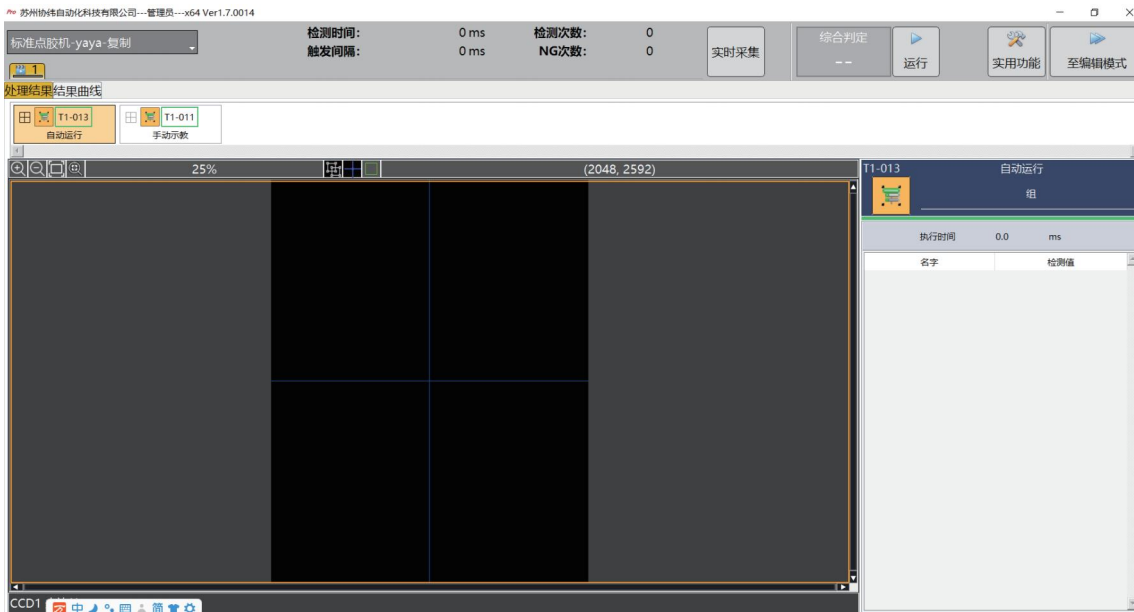 Pro 苏州协纬自动化科技有限公司---管理员---x64 Ver1.7.0014
标准点胶机-yaya-复制
检测时间: 0 ms 检测次数: 0
触发间隔: 0 ms NG次数: 0
实时采集
综合判定
--
运行
实用功能
至编辑模式
1
处理结果 结果曲线
T1-013
自动运行
T1-011
手动示教
25%
(2048, 2592)
T1-013 自动运行
组
执行时间 0.0 ms
名字 检测值
CCD1
中 简